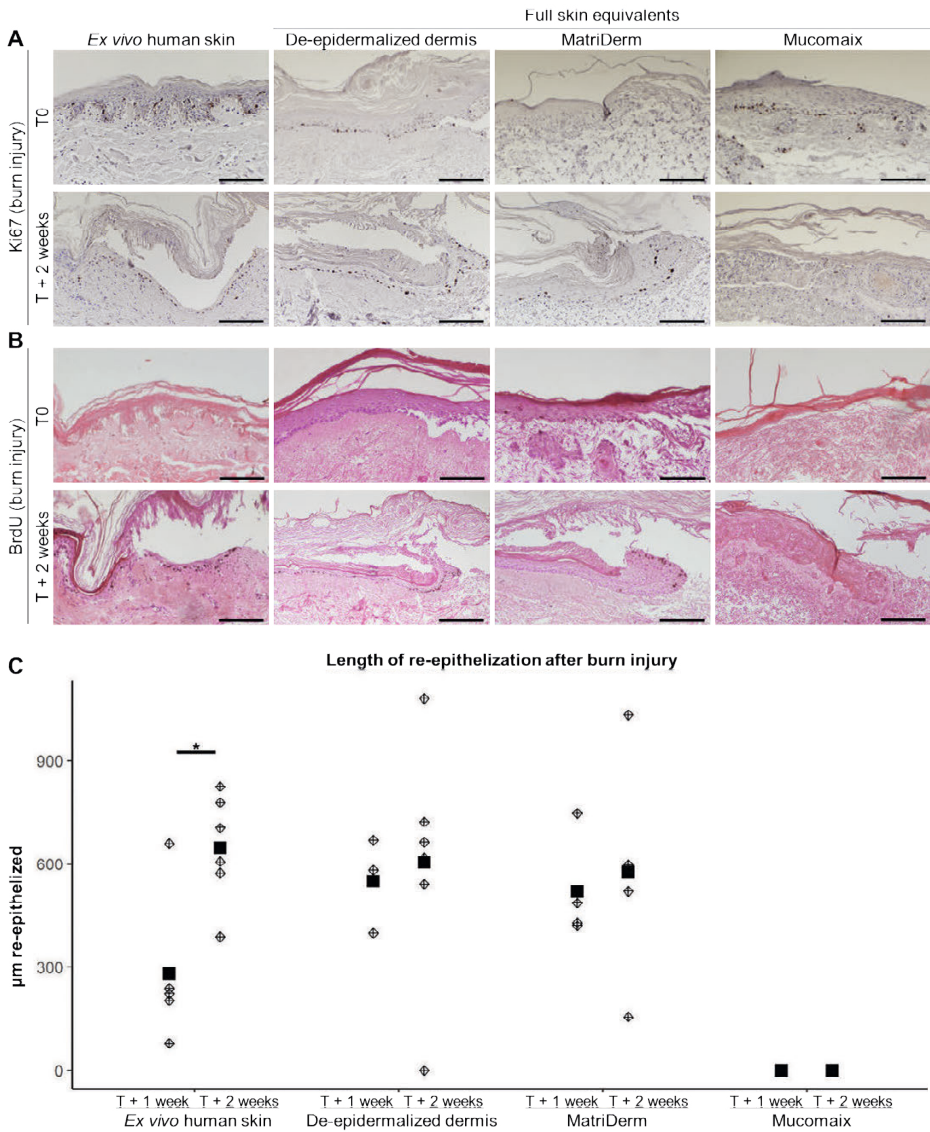 Full skin equivalents
A
Ex vivo human skin
De-epidermalized dermis
MatriDerm
Mucomaix
Ki67 (burn injury)
T0
T + 2 weeks
B
BrdU (burn injury)
T0
T + 2 weeks
C
Length of re-epithelization after burn injury
*
µm re-epithelized
900
600
300
0
T + 1 week T + 2 weeks T + 1 week T + 2 weeks T + 1 week T + 2 weeks T + 1 week T + 2 weeks
Ex vivo human skin De-epidermalized dermis MatriDerm Mucomaix